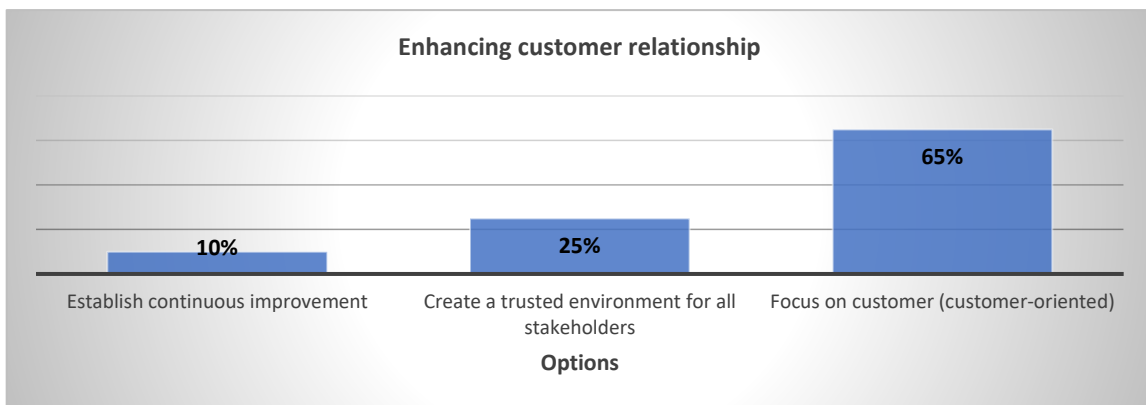 Enhancing customer relationship
65%
25%
10%
Establish continuous improvement
Create a trusted environment for all
stakeholders
Focus on customer (customer-oriented)
Options